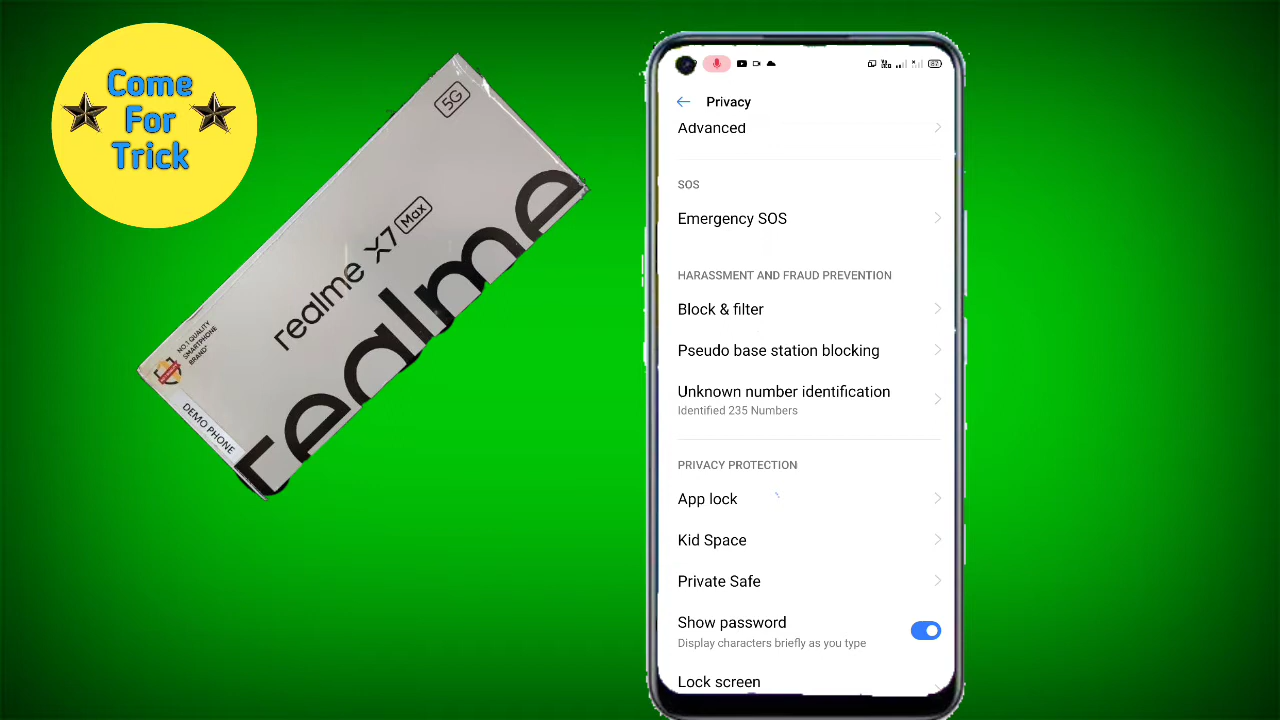 Come
For
Trick
5G
realme X7 Max
realme
NO.1 QUALITY
SMARTPHONE
BRAND*
DEMO PHONE
87
Privacy
Advanced
SOS
Emergency SOS
HARASSMENT AND FRAUD PREVENTION
Block & filter
Pseudo base station blocking
Unknown number identification
Identified 235 Numbers
PRIVACY PROTECTION
App lock
Kid Space
Private Safe
Show password
Display characters briefly as you type
Lock screen